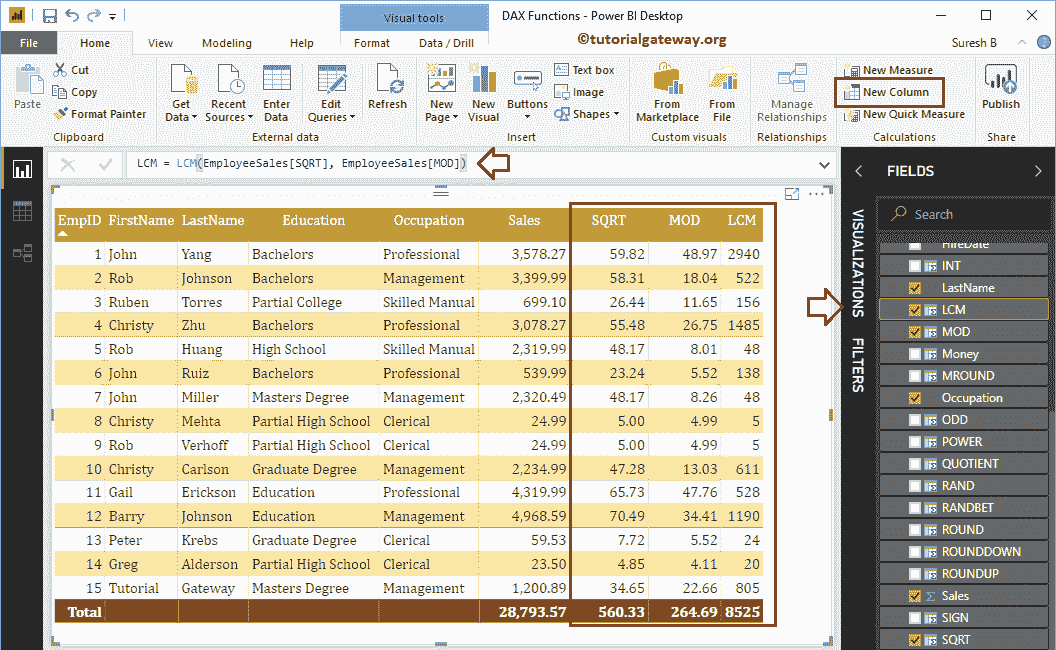 Visual tools
DAX Functions - Power BI Desktop
File Home View Modeling Help Format Data / Drill ©tutorialgateway.org Suresh B
Paste
Cut
Copy
Format Painter
Clipboard
Get Data
Recent Sources
Enter Data
Edit Queries
External data
Refresh
New Page
New Visual
Buttons
Text box
Image
Shapes
Insert
From Marketplace
From File
Custom visuals
Manage Relationships
Relationships
New Measure
New Column
New Quick Measure
Calculations
Publish
Share
LCM = LCM(EmployeeSales[SQRT], EmployeeSales[MOD])
EmpID FirstName LastName Education Occupation Sales SQRT MOD LCM
1 John Yang Bachelors Professional 3,578.27 59.82 48.97 2940
2 Rob Johnson Bachelors Management 3,399.99 58.31 18.04 522
3 Ruben Torres Partial College Skilled Manual 699.10 26.44 11.65 156
4 Christy Zhu Bachelors Professional 3,078.27 55.48 26.75 1485
5 Rob Huang High School Skilled Manual 2,319.99 48.17 8.01 48
6 John Ruiz Bachelors Professional 539.99 23.24 5.52 138
7 John Miller Masters Degree Management 2,320.49 48.17 8.26 48
8 Christy Mehta Partial High School Clerical 24.99 5.00 4.99 5
9 Rob Verhoff Partial High School Clerical 24.99 5.00 4.99 5
10 Christy Carlson Graduate Degree Management 2,234.99 47.28 13.03 611
11 Gail Erickson Education Professional 4,319.99 65.73 47.76 528
12 Barry Johnson Education Management 4,968.59 70.49 34.41 1190
13 Peter Krebs Graduate Degree Clerical 59.53 7.72 5.52 24
14 Greg Alderson Partial High School Clerical 23.50 4.85 4.11 20
15 Tutorial Gateway Masters Degree Management 1,200.89 34.65 22.66 805
Total 28,793.57 560.33 264.69 8525
VISUALIZATIONS
FILTERS
FIELDS
Search
HireDate
INT
LastName
LCM
MOD
Money
MROUND
Occupation
ODD
POWER
QUOTIENT
RAND
RANDBET
ROUND
ROUNDDOWN
ROUNDUP
Sales
SIGN
SQRT